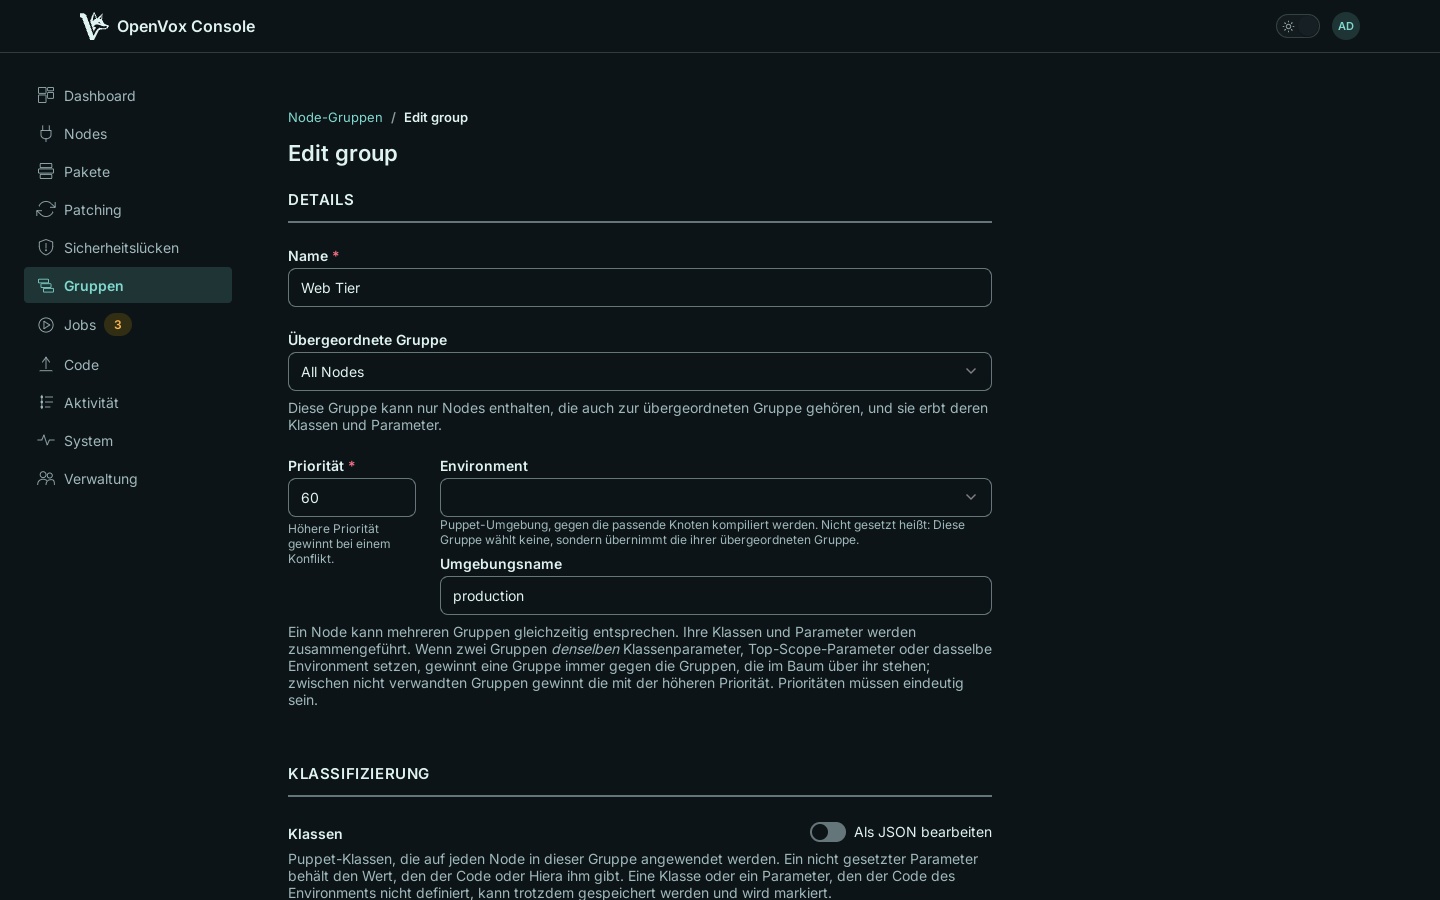 OpenVox Console
AD
Dashboard
Nodes
Pakete
Patching
Sicherheitslücken
Gruppen
Jobs 3
Code
Aktivität
System
Verwaltung
Node-Gruppen / Edit group
Edit group
DETAILS
Name *
Web Tier
Übergeordnete Gruppe
All Nodes
Diese Gruppe kann nur Nodes enthalten, die auch zur übergeordneten Gruppe gehören, und sie erbt deren
Klassen und Parameter.
Priorität *
60
Höhere Priorität
gewinnt bei einem
Konflikt.
Environment
Puppet-Umgebung, gegen die passende Knoten kompiliert werden. Nicht gesetzt heißt: Diese
Gruppe wählt keine, sondern übernimmt die ihrer übergeordneten Gruppe.
Umgebungsname
production
Ein Node kann mehreren Gruppen gleichzeitig entsprechen. Ihre Klassen und Parameter werden
zusammengeführt. Wenn zwei Gruppen denselben Klassenparameter, Top-Scope-Parameter oder dasselbe
Environment setzen, gewinnt eine Gruppe immer gegen die Gruppen, die im Baum über ihr stehen;
zwischen nicht verwandten Gruppen gewinnt die mit der höheren Priorität. Prioritäten müssen eindeutig
sein.
KLASSIFIZIERUNG
Klassen
Als JSON bearbeiten
Puppet-Klassen, die auf jeden Node in dieser Gruppe angewendet werden. Ein nicht gesetzter Parameter
behält den Wert, den der Code oder Hiera ihm gibt. Eine Klasse oder ein Parameter, den der Code des
Environments nicht definiert, kann trotzdem gespeichert werden und wird markiert.